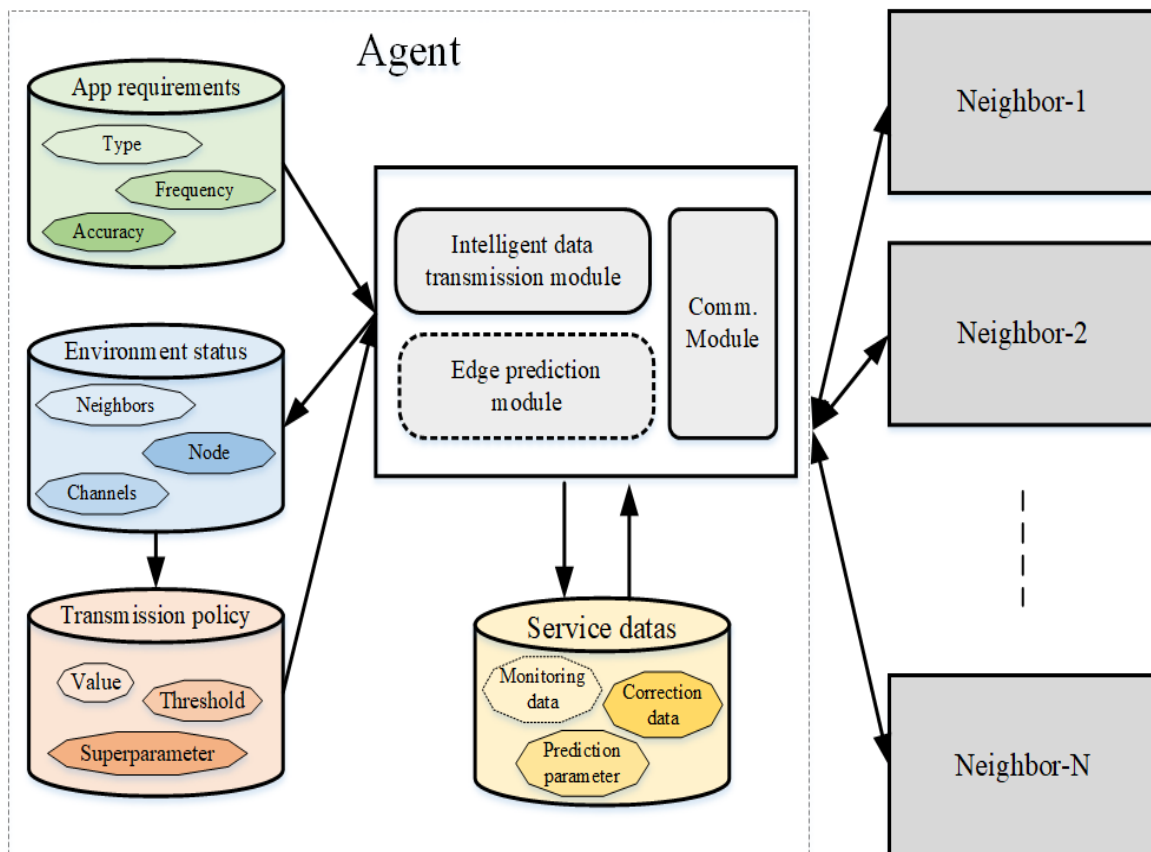 Agent
App requirements
Type
Frequency
Accuracy
Environment status
Neighbors
Node
Channels
Transmission policy
Value
Threshold
Superparameter
Intelligent data
transmission module
Edge prediction
module
Comm.
Module
Service datas
Monitoring
data
Correction
data
Prediction
parameter
Neighbor-1
Neighbor-2
Neighbor-N